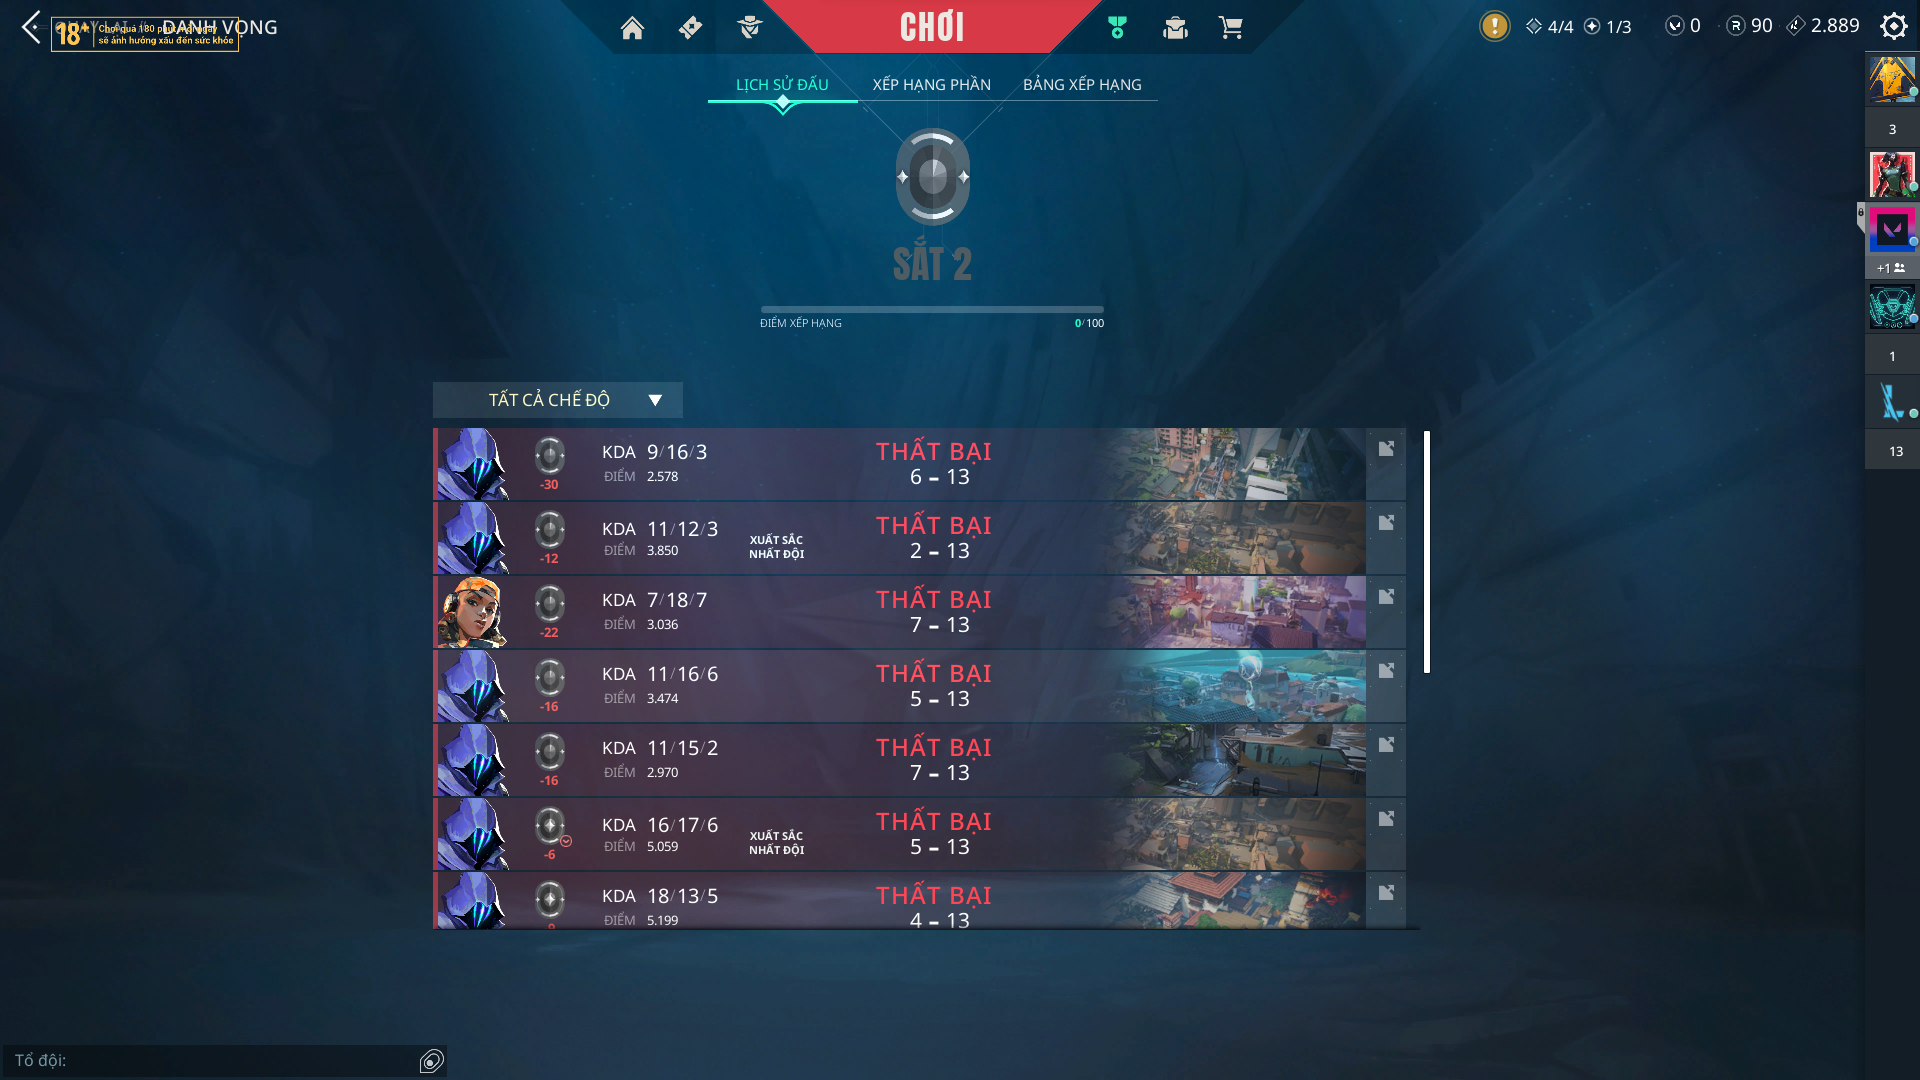 DANH VỌNG
18+
Chơi quá 180 phút một ngày
sẽ ảnh hưởng xấu đến sức khỏe
CHƠI
4/4
1/3
0
90
2.889
LỊCH SỬ ĐẤU
XẾP HẠNG PHẦN
BẢNG XẾP HẠNG
SẮT 2
ĐIỂM XẾP HẠNG
0/100
TẤT CẢ CHẾ ĐỘ
-30
KDA 9/16/3
ĐIỂM 2.578
THẤT BẠI
6 – 13
-12
KDA 11/12/3
ĐIỂM 3.850
XUẤT SẮC
NHẤT ĐỘI
THẤT BẠI
2 – 13
-22
KDA 7/18/7
ĐIỂM 3.036
THẤT BẠI
7 – 13
-16
KDA 11/16/6
ĐIỂM 3.474
THẤT BẠI
5 – 13
-16
KDA 11/15/2
ĐIỂM 2.970
THẤT BẠI
7 – 13
-6
KDA 16/17/6
ĐIỂM 5.059
XUẤT SẮC
NHẤT ĐỘI
THẤT BẠI
5 – 13
KDA 18/13/5
ĐIỂM 5.199
THẤT BẠI
4 – 13
3
+1
1
13
Tổ đội: